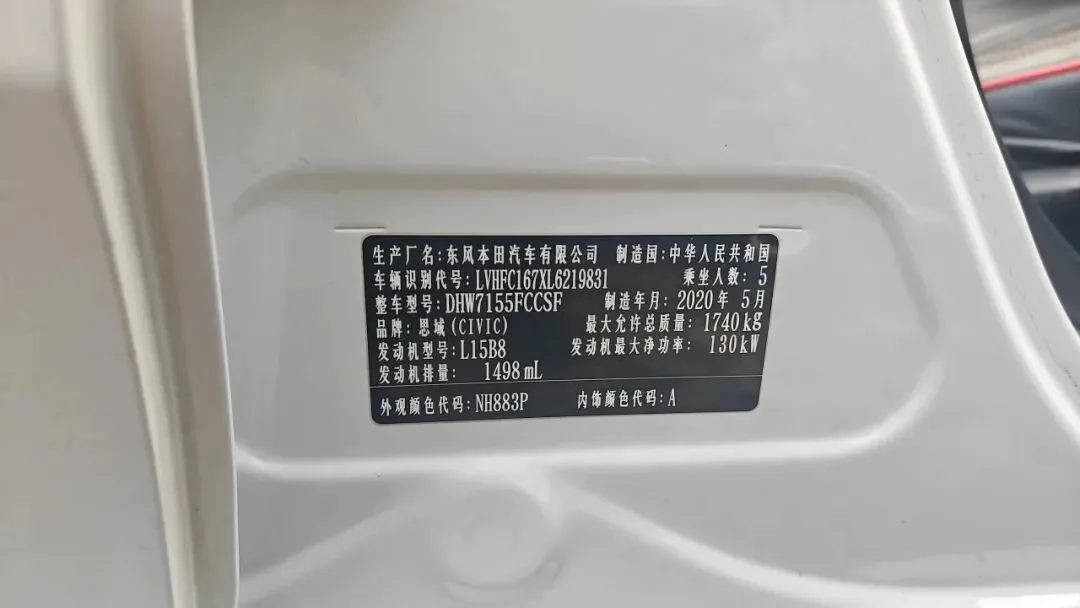 生产厂名:东风本田汽车有限公司 制造国:中华人民共和国
车辆识别代号:LVHFC167XL6219831 乘坐人数:5
整车型号:DHW7155FCCSF 制造年月:2020年5月
品牌:思域(CIVIC) 最大允许总质量:1740kg
发动机型号:L15B8 发动机最大净功率:130kW
发动机排量: 1498mL
外观颜色代码:NH883P 内饰颜色代码:A